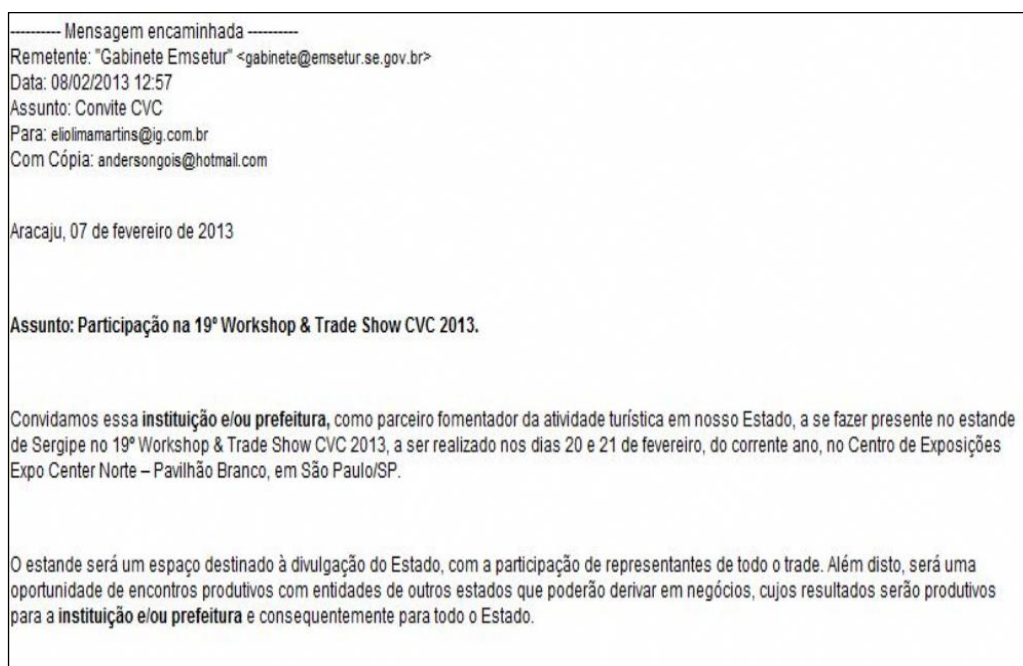 ---------- Mensagem encaminhada ----------
Remetente: "Gabinete Emsetur" <gabinete@emsetur.se.gov.br>
Data: 08/02/2013 12:57
Assunto: Convite CVC
Para: eliolimamartins@ig.com.br
Com Cópia: andersongois@hotmail.com
Aracaju, 07 de fevereiro de 2013
Assunto: Participação na 19º Workshop & Trade Show CVC 2013.
Convidamos essa instituição e/ou prefeitura, como parceiro fomentador da atividade turística em nosso Estado, a se fazer presente no estande
de Sergipe no 19º Workshop & Trade Show CVC 2013, a ser realizado nos dias 20 e 21 de fevereiro, do corrente ano, no Centro de Exposições
Expo Center Norte – Pavilhão Branco, em São Paulo/SP.
O estande será um espaço destinado à divulgação do Estado, com a participação de representantes de todo o trade. Além disto, será uma
oportunidade de encontros produtivos com entidades de outros estados que poderão derivar em negócios, cujos resultados serão produtivos
para a instituição e/ou prefeitura e consequentemente para todo o Estado.